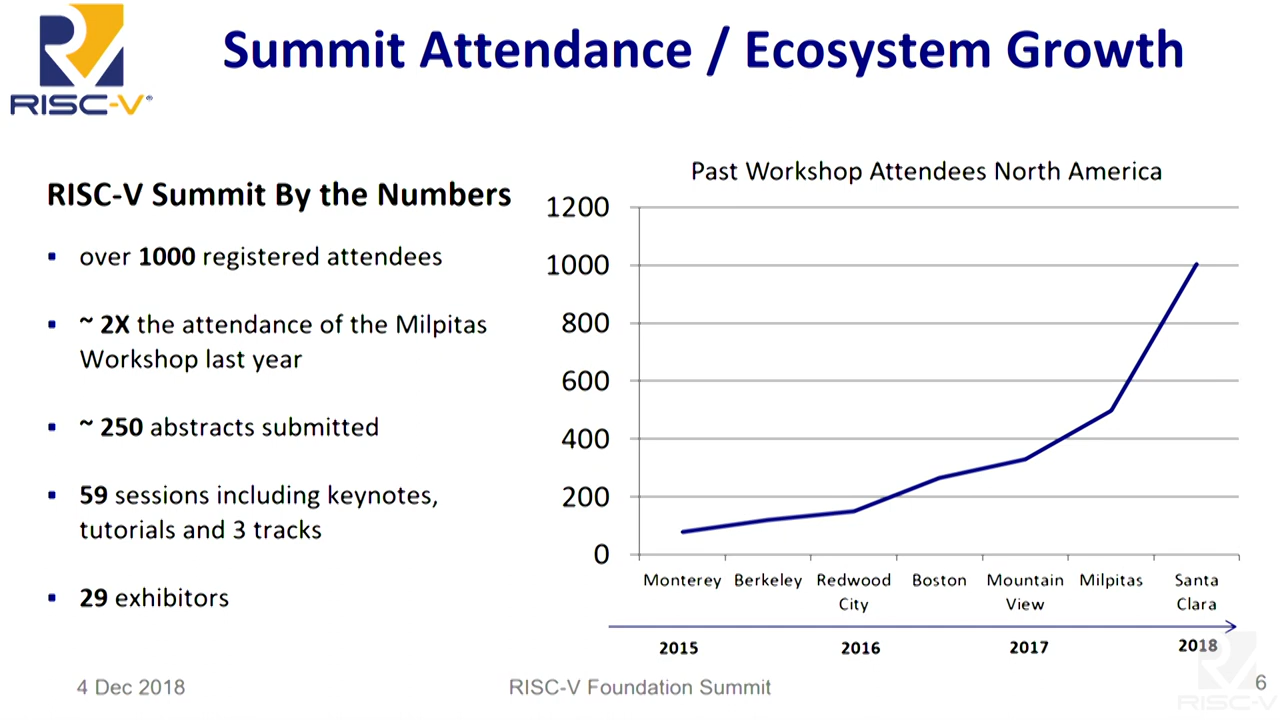 RISC-V®
Summit Attendance / Ecosystem Growth
RISC-V Summit By the Numbers
▪ over 1000 registered attendees
▪ ~ 2X the attendance of the Milpitas
Workshop last year
▪ ~ 250 abstracts submitted
▪ 59 sessions including keynotes,
tutorials and 3 tracks
▪ 29 exhibitors
Past Workshop Attendees North America
1200
1000
800
600
400
200
0
Monterey Berkeley Redwood Boston Mountain Milpitas Santa
City View Clara
2015 2016 2017 2018
4 Dec 2018 RISC-V Foundation Summit 6
RISC-V